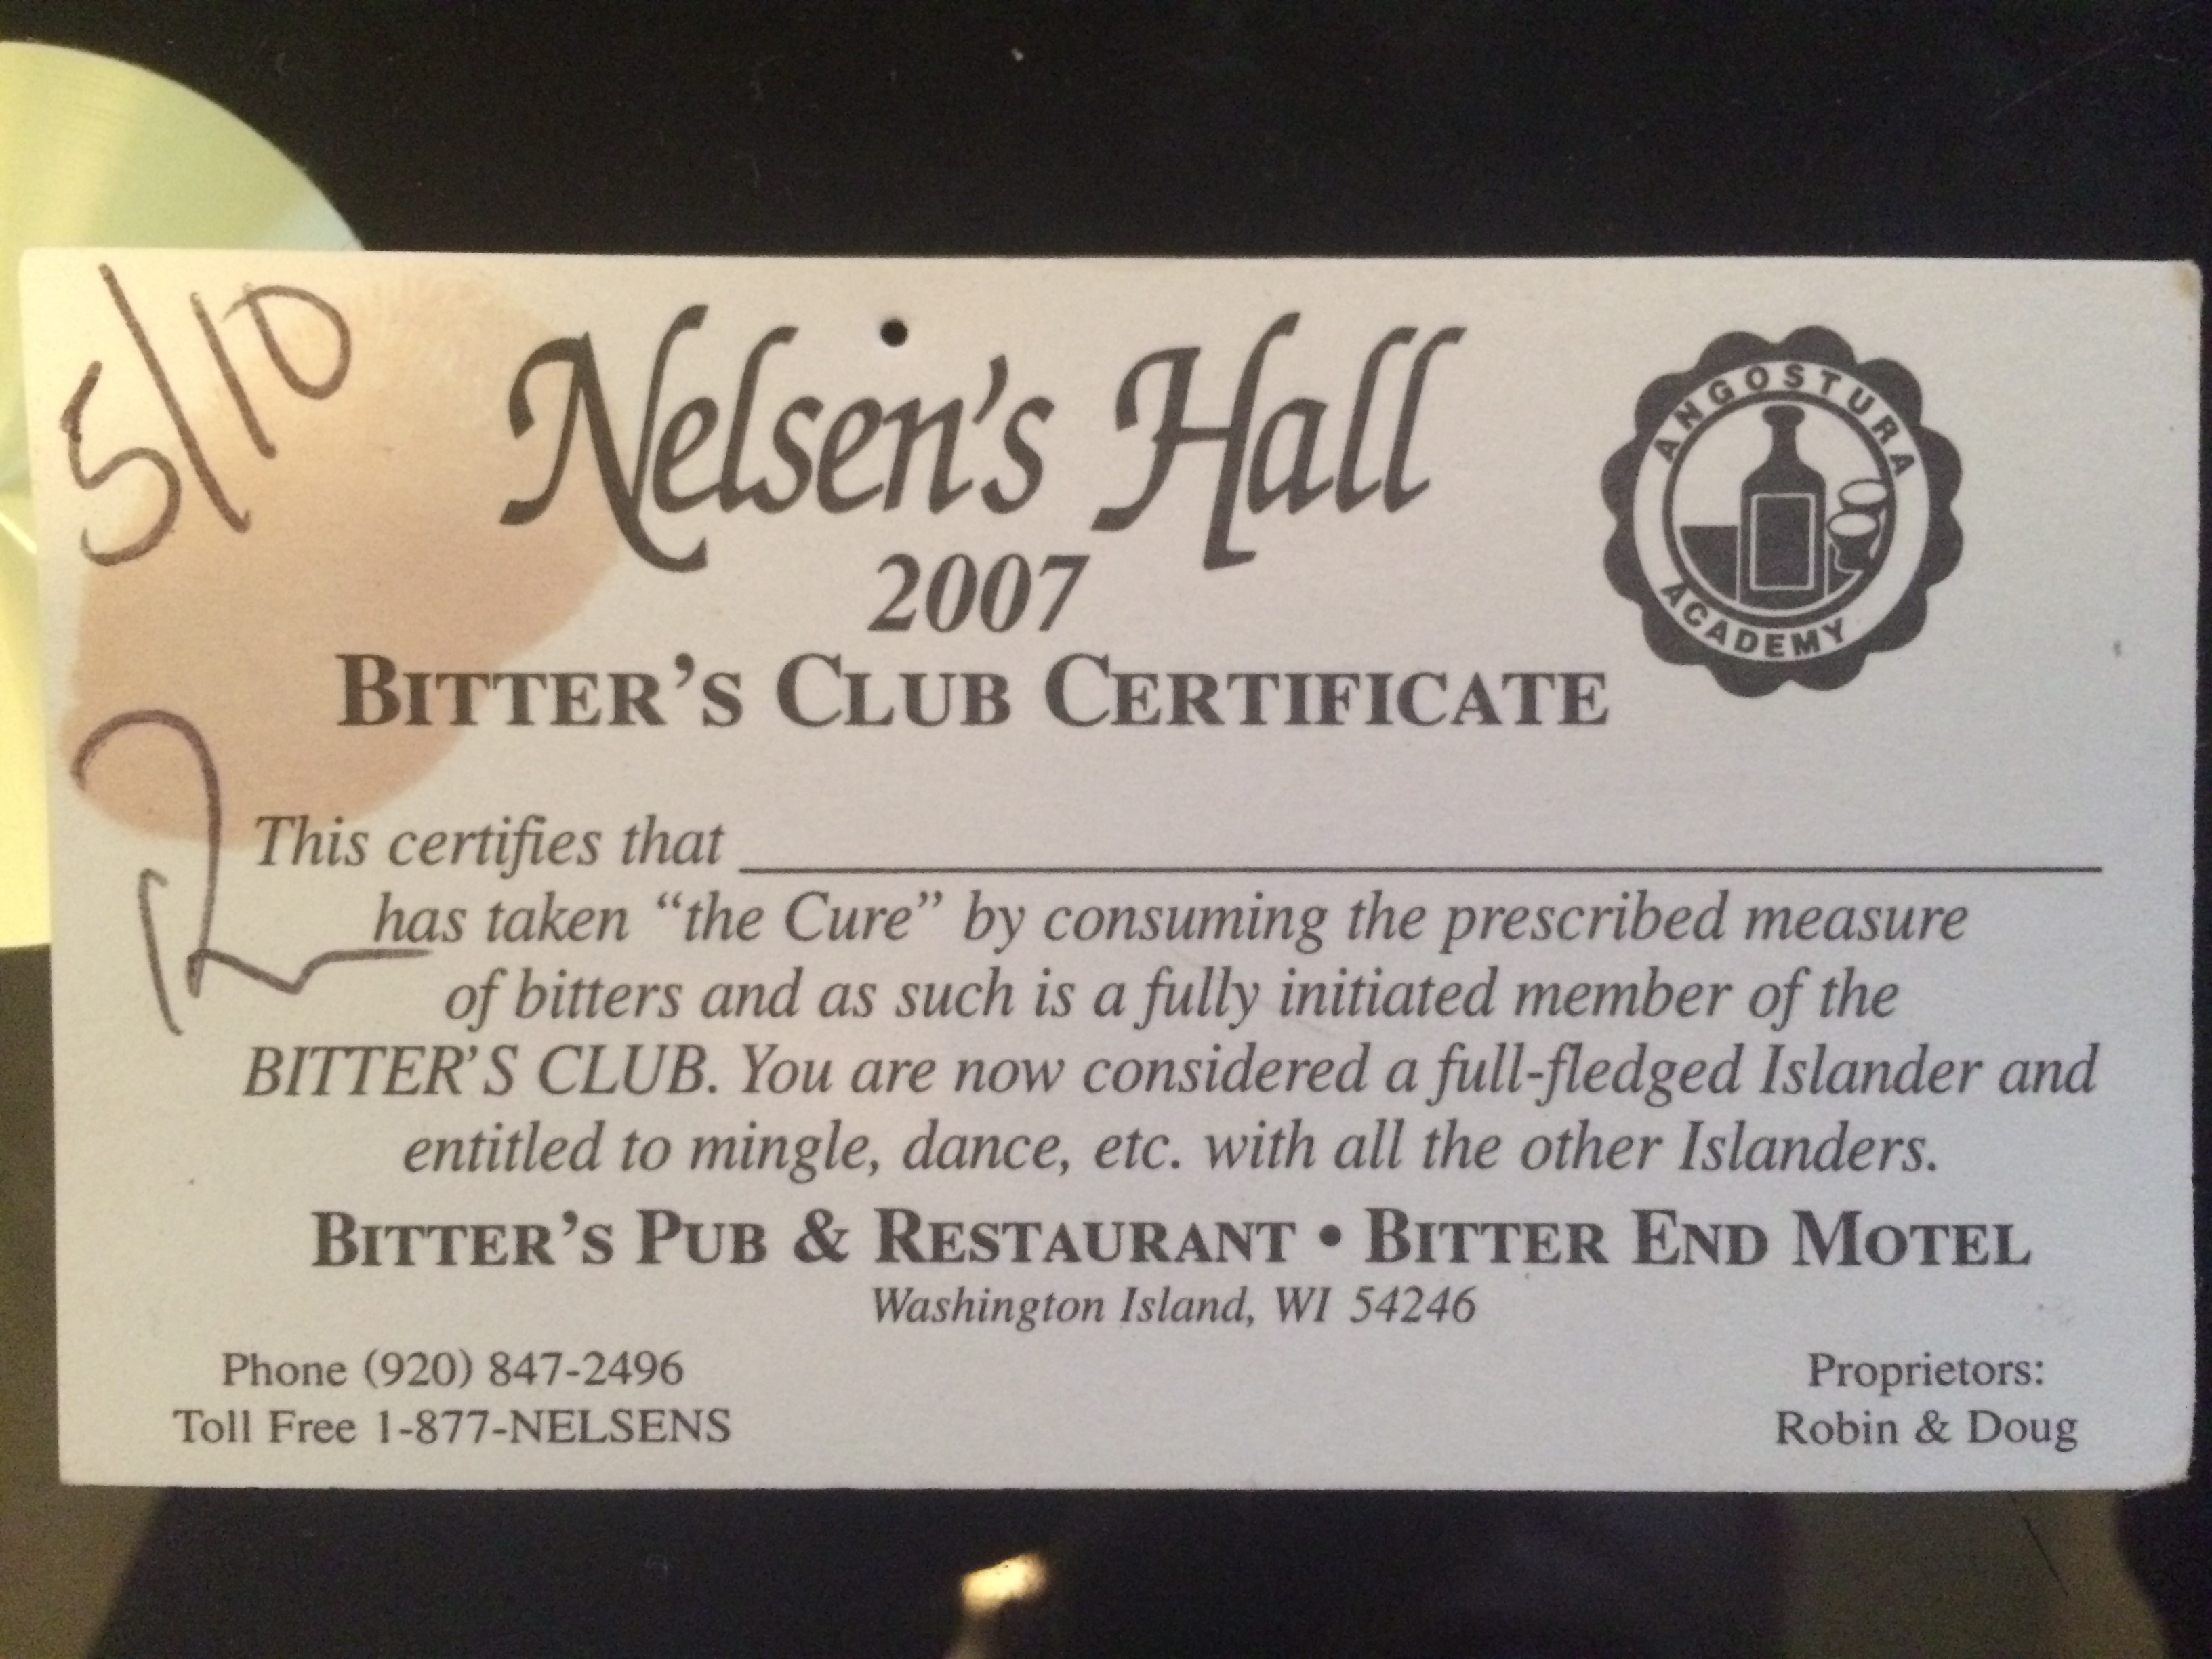 5/10
Nelsen's Hall
ANGOSTURA
ACADEMY
2007
BITTER'S CLUB CERTIFICATE
This certifies that
has taken “the Cure” by consuming the prescribed measure
of bitters and as such is a fully initiated member of the
BITTER'S CLUB. You are now considered a full-fledged Islander and
entitled to mingle, dance, etc. with all the other Islanders.
BITTER'S PUB & RESTAURANT • BITTER END MOTEL
Washington Island, WI 54246
Phone (920) 847-2496
Toll Free 1-877-NELSENS
Proprietors:
Robin & Doug